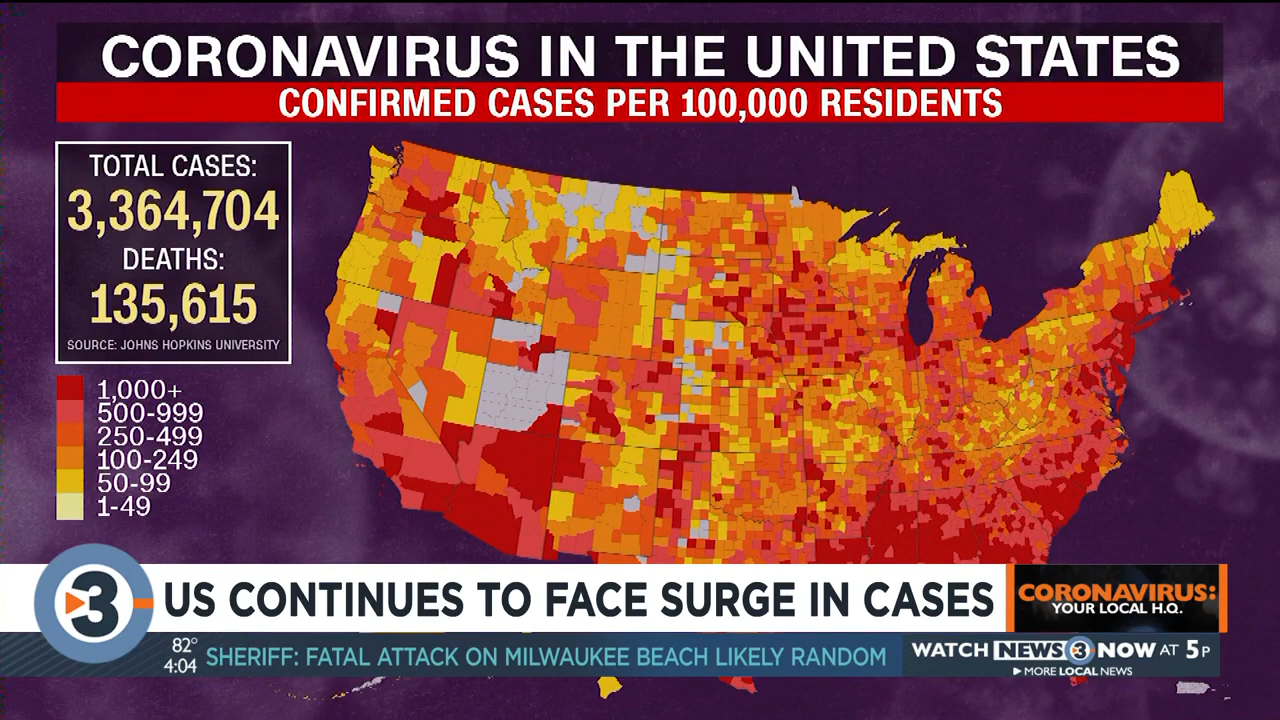 CORONAVIRUS IN THE UNITED STATES
CONFIRMED CASES PER 100,000 RESIDENTS
TOTAL CASES:
3,364,704
DEATHS:
135,615
SOURCE: JOHNS HOPKINS UNIVERSITY
1,000+
500-999
250-499
100-249
50-99
1-49
3
US CONTINUES TO FACE SURGE IN CASES
CORONAVIRUS:
YOUR LOCAL H.Q.
82°
4:04
SHERIFF: FATAL ATTACK ON MILWAUKEE BEACH LIKELY RANDOM
WATCH NEWS 3 NOW AT 5P
MORE LOCAL NEWS